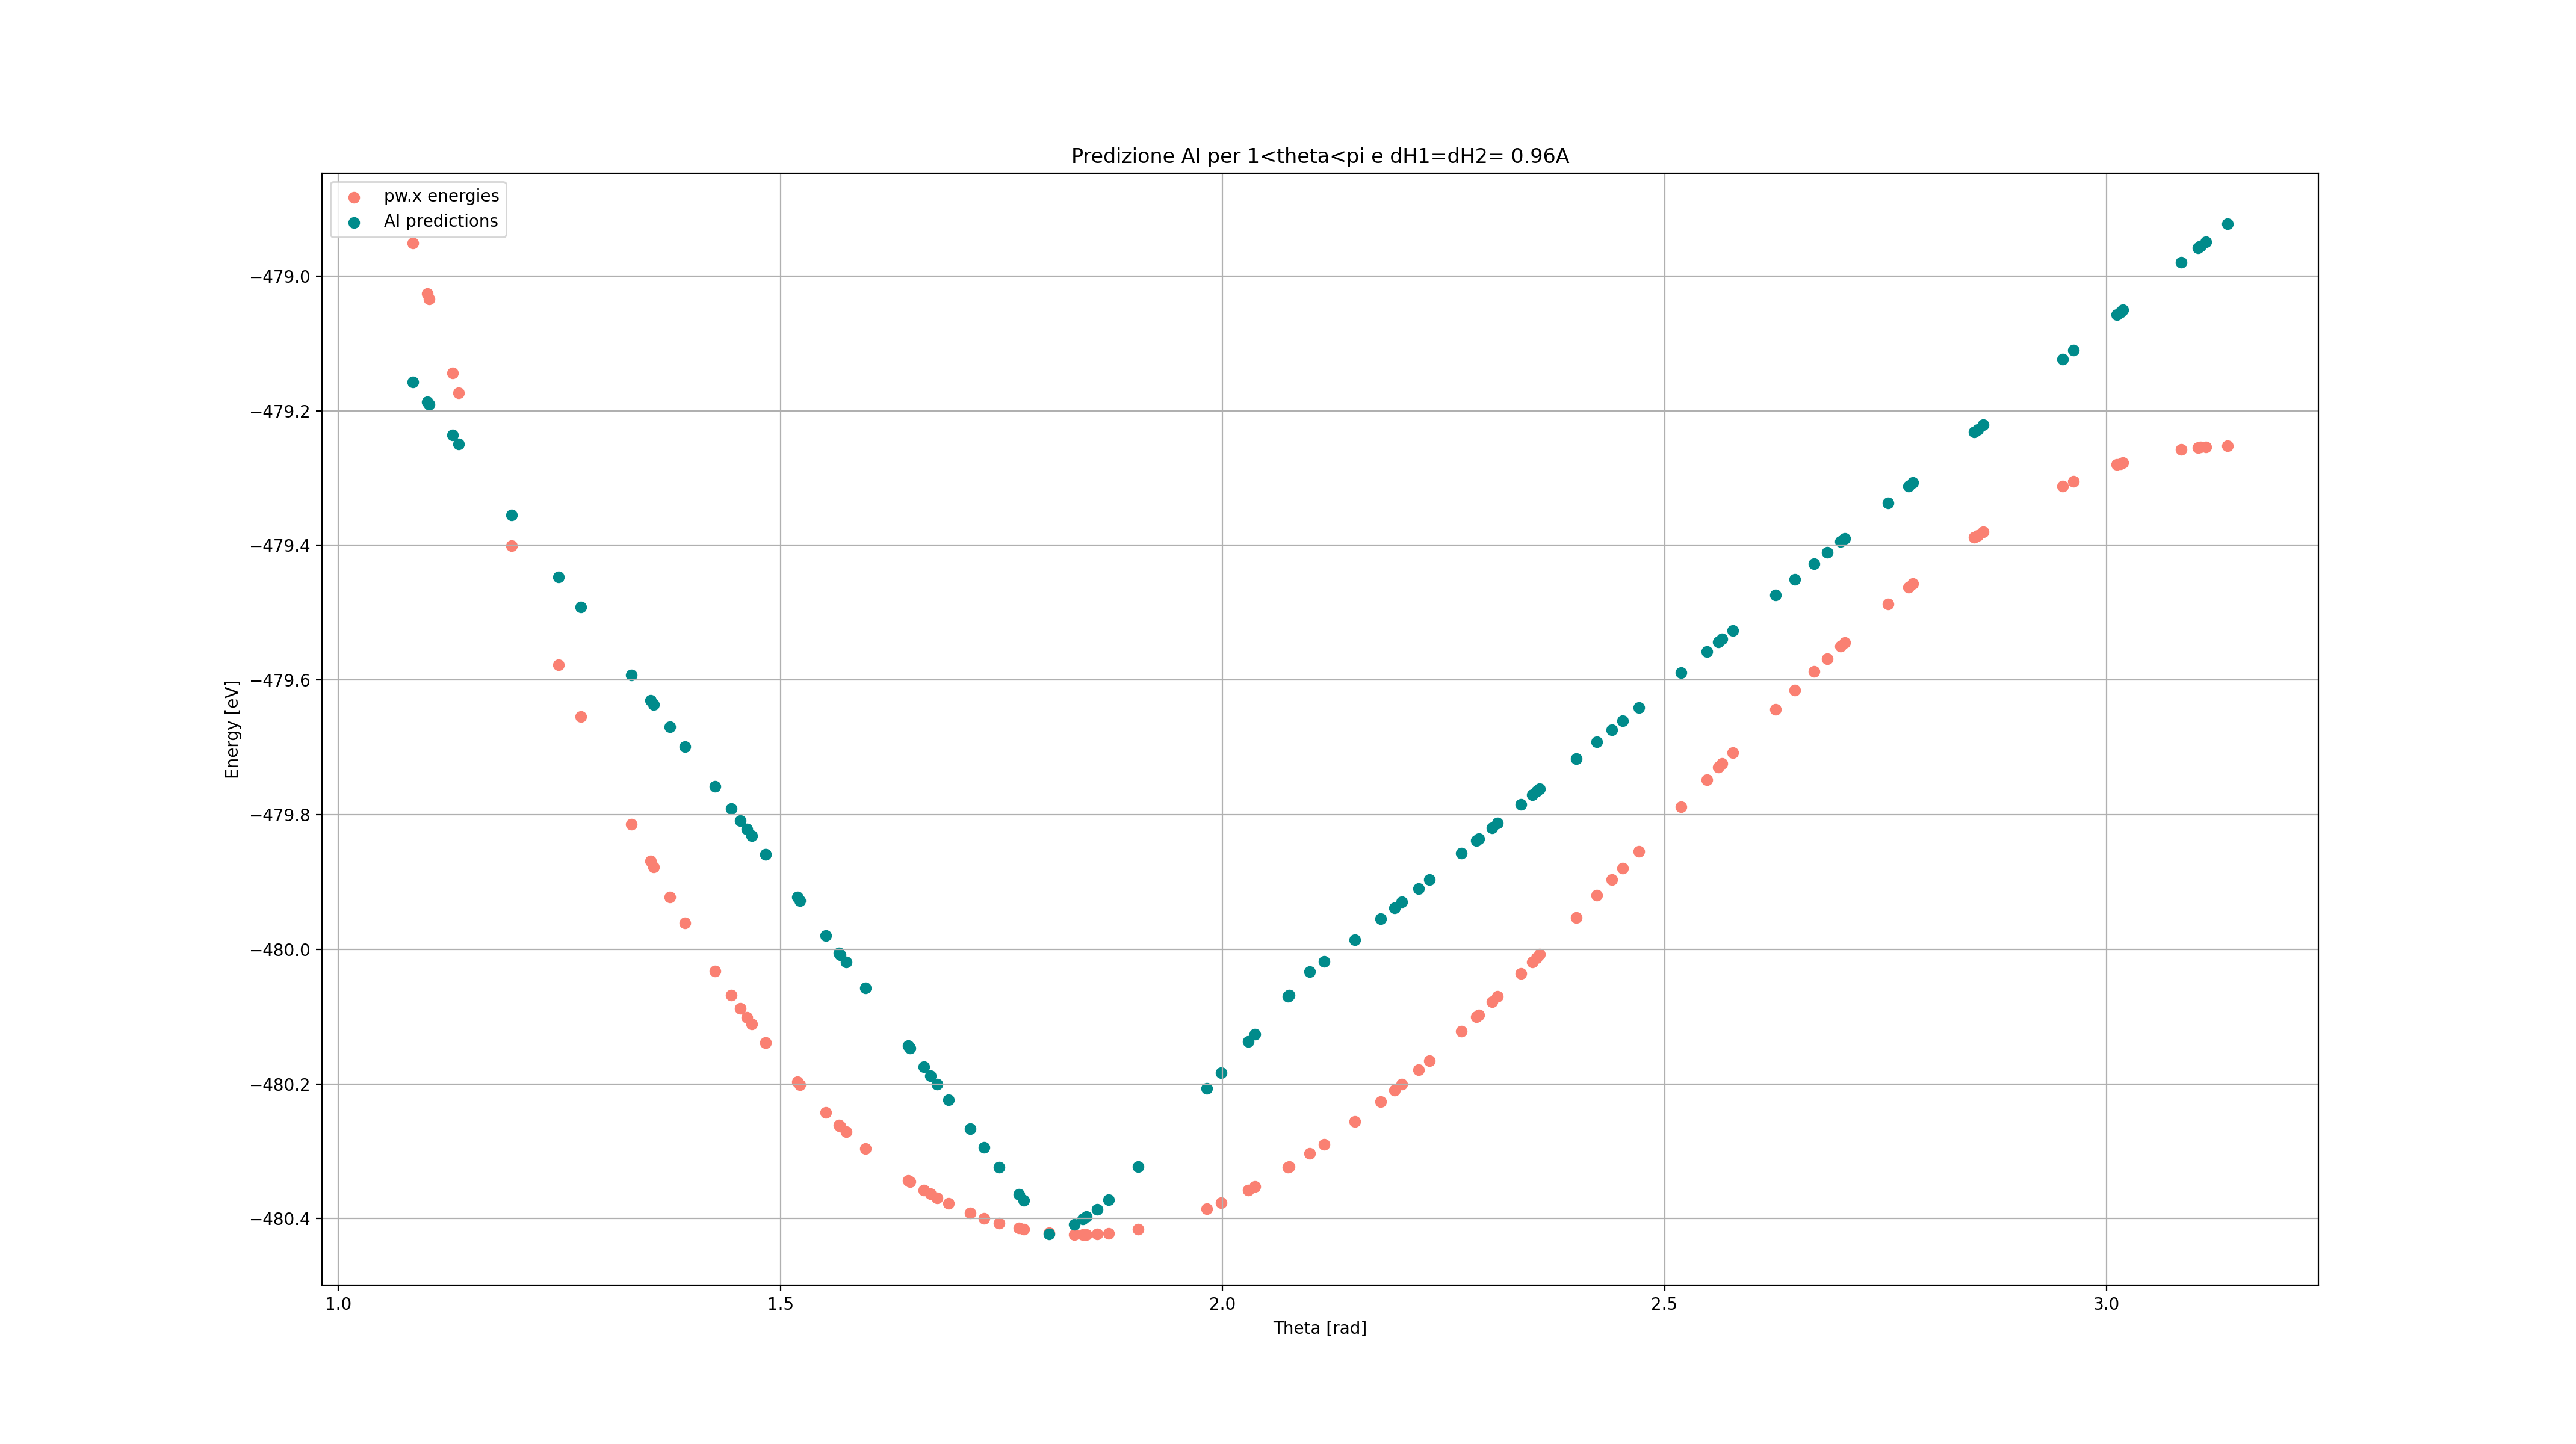 Predizione AI per 1<theta<pi e dH1=dH2= 0.96A
pw.x energies
AI predictions
−479.0
−479.2
−479.4
−479.6
−479.8
−480.0
−480.2
−480.4
Energy [eV]
1.0
1.5
2.0
2.5
3.0
Theta [rad]